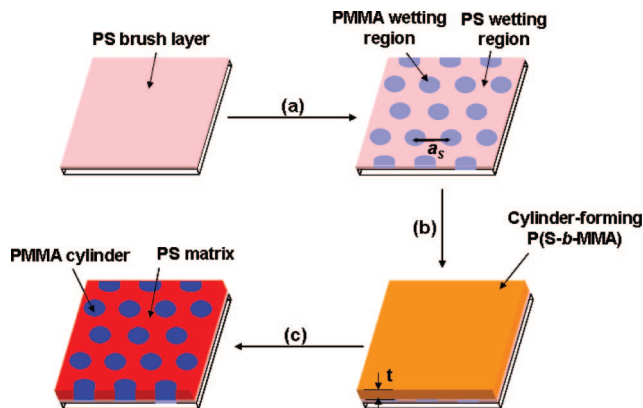 PS brush layer
PMMA wetting
region
PS wetting
region
(a)
a_S
(b)
Cylinder-forming
P(S-b-MMA)
PMMA cylinder
PS matrix
(c)
t